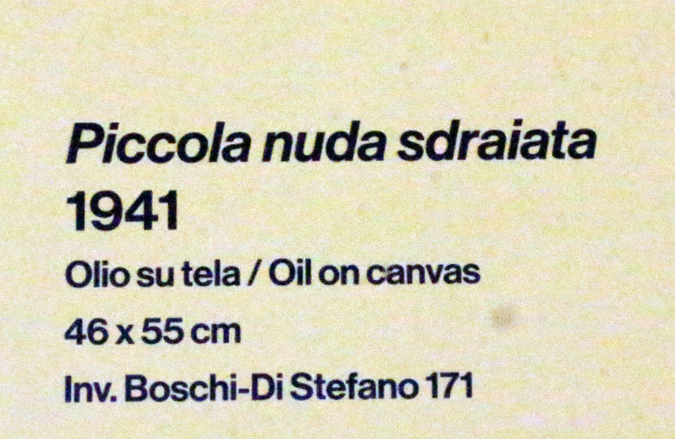 Piccola nuda sdraiata
1941
Olio su tela / Oil on canvas
46 x 55 cm
Inv. Boschi-Di Stefano 171